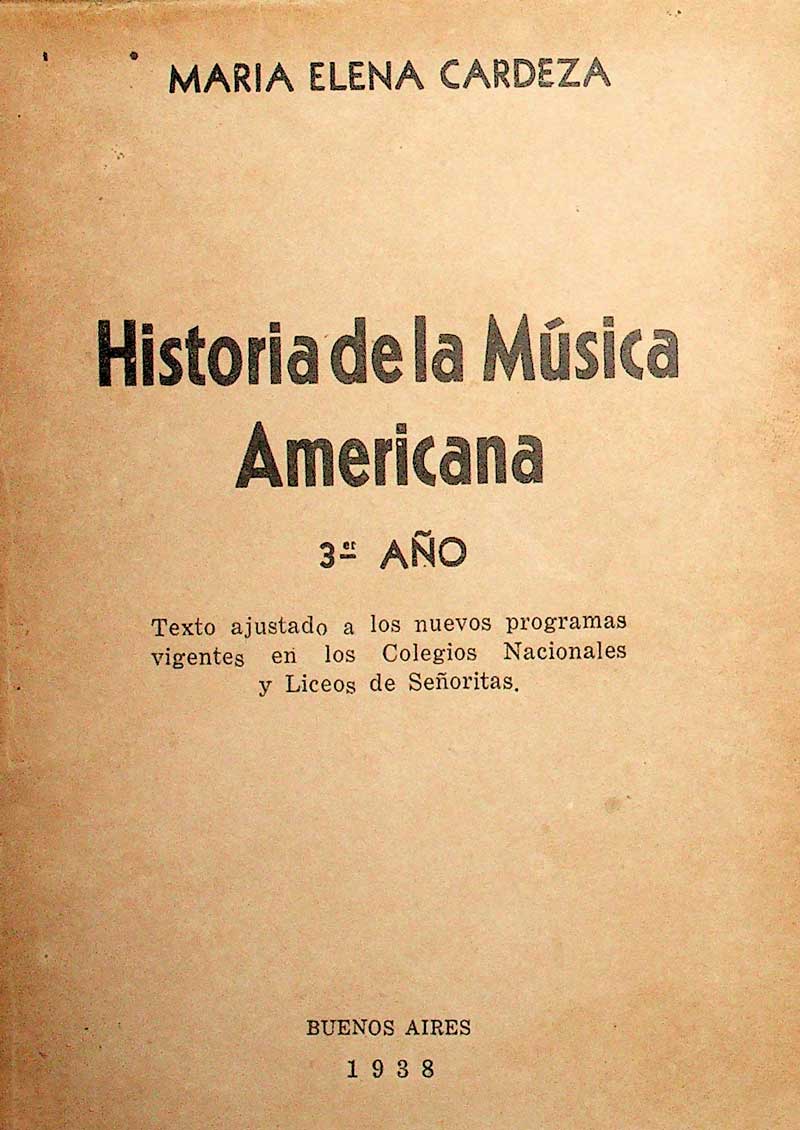 MARIA ELENA CARDEZA
Historia de la Música
Americana
3er AÑO
Texto ajustado a los nuevos programas
vigentes en los Colegios Nacionales
y Liceos de Señoritas.
BUENOS AIRES
1938